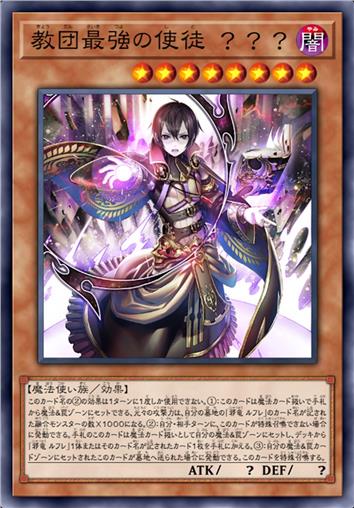 教団最強の使徒 ？？？
闇
【魔法使い族／効果】
このカード名の②の効果は1ターンに1度しか使用できない。①：このカードは魔法カード扱いで手札
から魔法&罠ゾーンにセットできる。元々の攻撃力は、自分の墓地の「邪竜 ルフレ」のカード名が記され
た融合モンスターの数×1000になる。②：自分・相手ターンに、このカードが特殊召喚できない場合
に発動できる。手札のこのカードは魔法カード扱いとして自分の魔法&罠ゾーンにセットし、デッキから
「邪竜 ルフレ」1体またはそのカード名が記されたカード1枚を手札に加える。③：自分の魔法&罠カー
ドゾーンにセットされたこのカードが墓地へ送られた場合に発動できる。このカードを特殊召喚する。
ATK/ ? DEF/ ?